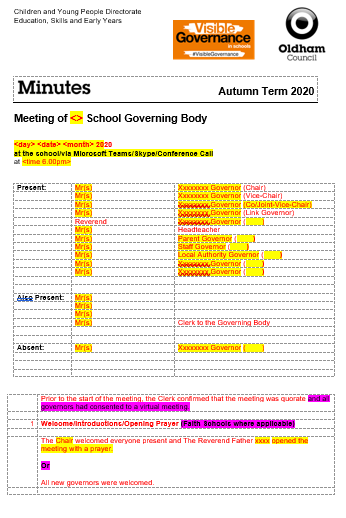 Children and Young People Directorate
Education, Skills and Early Years
Visible
Governance
in schools
#VisibleGovernance
Oldham
Council
Minutes
Autumn Term 2020
Meeting of <> School Governing Body
<day> <date> <month> 2020
at the school/via Microsoft Teams/Skype/Conference Call
at <time 6.00pm>
Present: Mr(s) Xxxxxxxx Governor (Chair)
Mr(s) Xxxxxxxx Governor (Vice-Chair)
Mr(s) Xxxxxxxx Governor (Co/Joint-Vice-Chair)
Mr(s) Xxxxxxxx Governor (Link Governor)
Reverend Xxxxxxxx Governor ( )
Mr(s) Headteacher
Mr(s) Parent Governor ( )
Mr(s) Staff Governor ( )
Mr(s) Local Authority Governor ( )
Mr(s) Xxxxxxxx Governor ( )
Mr(s) Xxxxxxxx Governor ( )
Also Present: Mr(s)
Mr(s)
Mr(s)
Mr(s) Clerk to the Governing Body
Absent: Mr(s) Xxxxxxxx Governor ( )
Prior to the start of the meeting, the Clerk confirmed that the meeting was quorate and all
governors had consented to a virtual meeting.
1 Welcome/Introductions/Opening Prayer (Faith Schools where applicable)
The Chair welcomed everyone present and The Reverend Father xxxx opened the
meeting with a prayer.
Or
All new governors were welcomed.